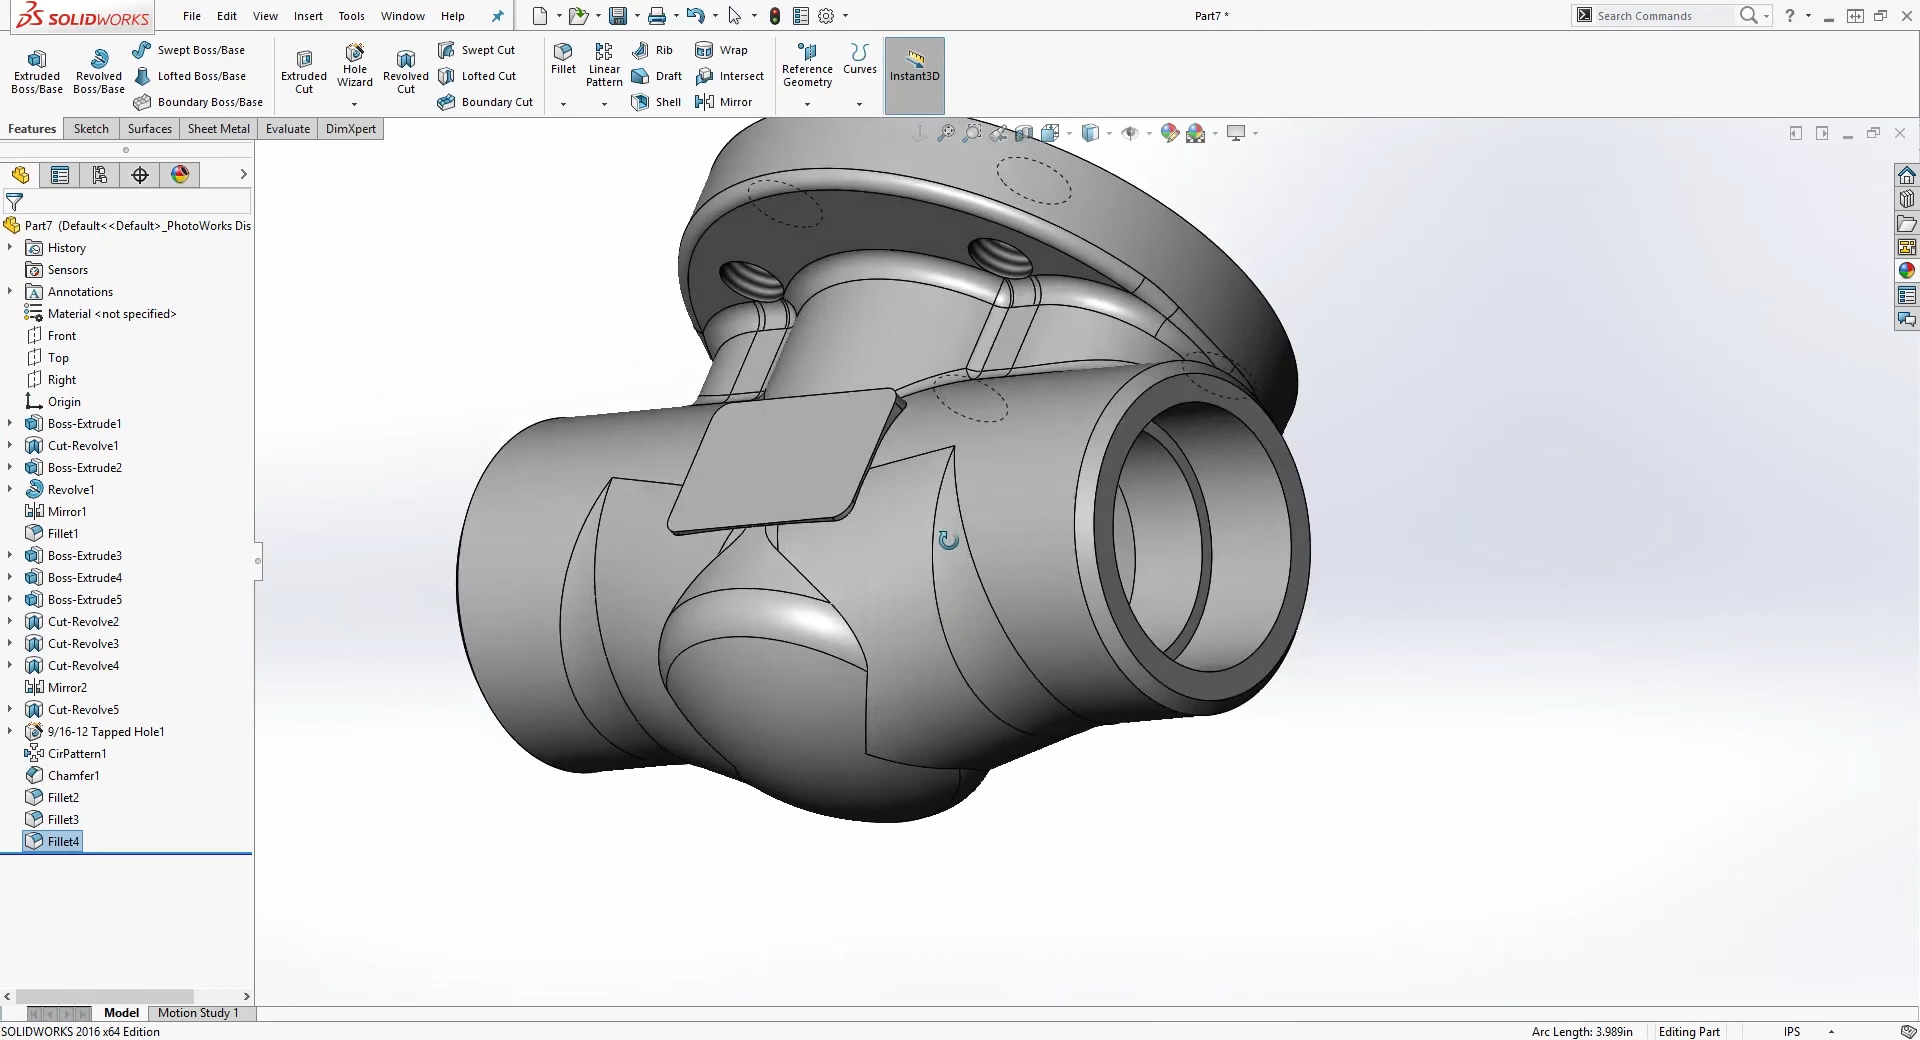 SOLIDWORKS File Edit View Insert Tools Window Help Part7 * Search Commands
Extruded Boss/Base
Revolved Boss/Base
Swept Boss/Base
Lofted Boss/Base
Boundary Boss/Base
Extruded Cut
Hole Wizard
Revolved Cut
Swept Cut
Lofted Cut
Boundary Cut
Fillet
Linear Pattern
Rib
Draft
Shell
Wrap
Intersect
Mirror
Reference Geometry
Curves
Instant3D
Features Sketch Surfaces Sheet Metal Evaluate DimXpert
Part7 (Default<<Default>_PhotoWorks Dis
History
Sensors
Annotations
Material <not specified>
Front
Top
Right
Origin
Boss-Extrude1
Cut-Revolve1
Boss-Extrude2
Revolve1
Mirror1
Fillet1
Boss-Extrude3
Boss-Extrude4
Boss-Extrude5
Cut-Revolve2
Cut-Revolve3
Cut-Revolve4
Mirror2
Cut-Revolve5
9/16-12 Tapped Hole1
CirPattern1
Chamfer1
Fillet2
Fillet3
Fillet4
Model Motion Study 1
SOLIDWORKS 2016 x64 Edition Arc Length: 3.989in Editing Part IPS